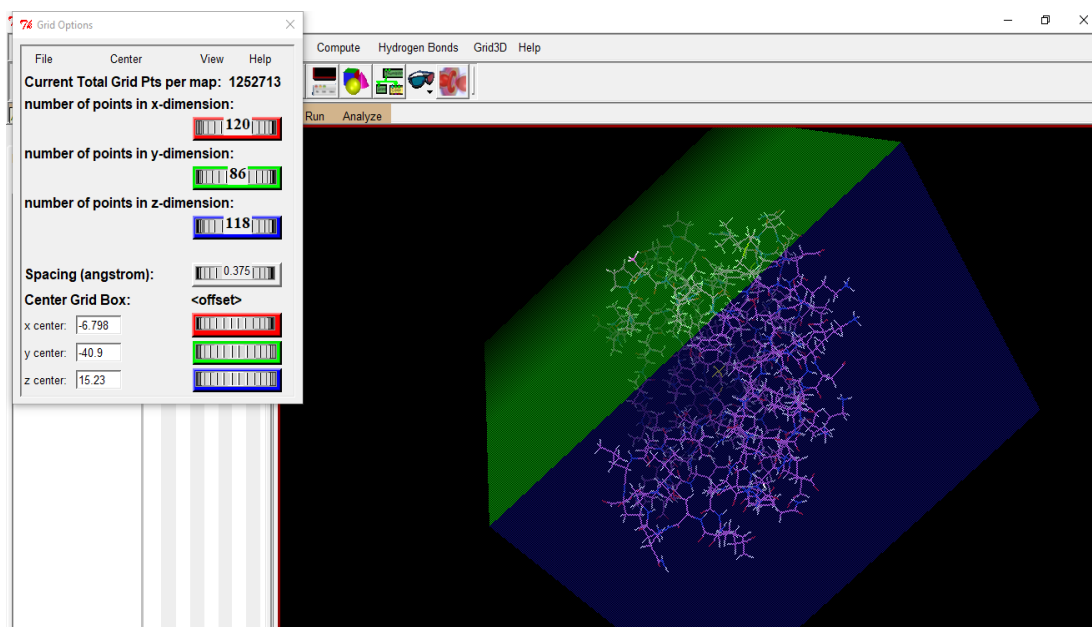 Grid Options
File Center View Help
Compute Hydrogen Bonds Grid3D Help
Current Total Grid Pts per map: 1252713
number of points in x-dimension:
120
Run Analyze
number of points in y-dimension:
86
number of points in z-dimension:
118
Spacing (angstrom): 0.375
Center Grid Box: <offset>
x center: -6.798
y center: -40.9
z center: 15.23